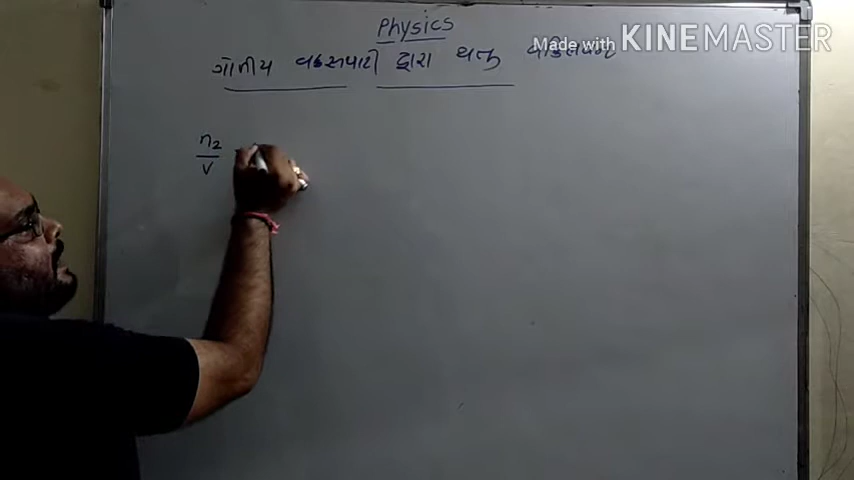 Physics
Made with KINEMASTER
ગોળીય વક્રસપાટી દ્વારા થતું વક્રીભવન
n₂
v